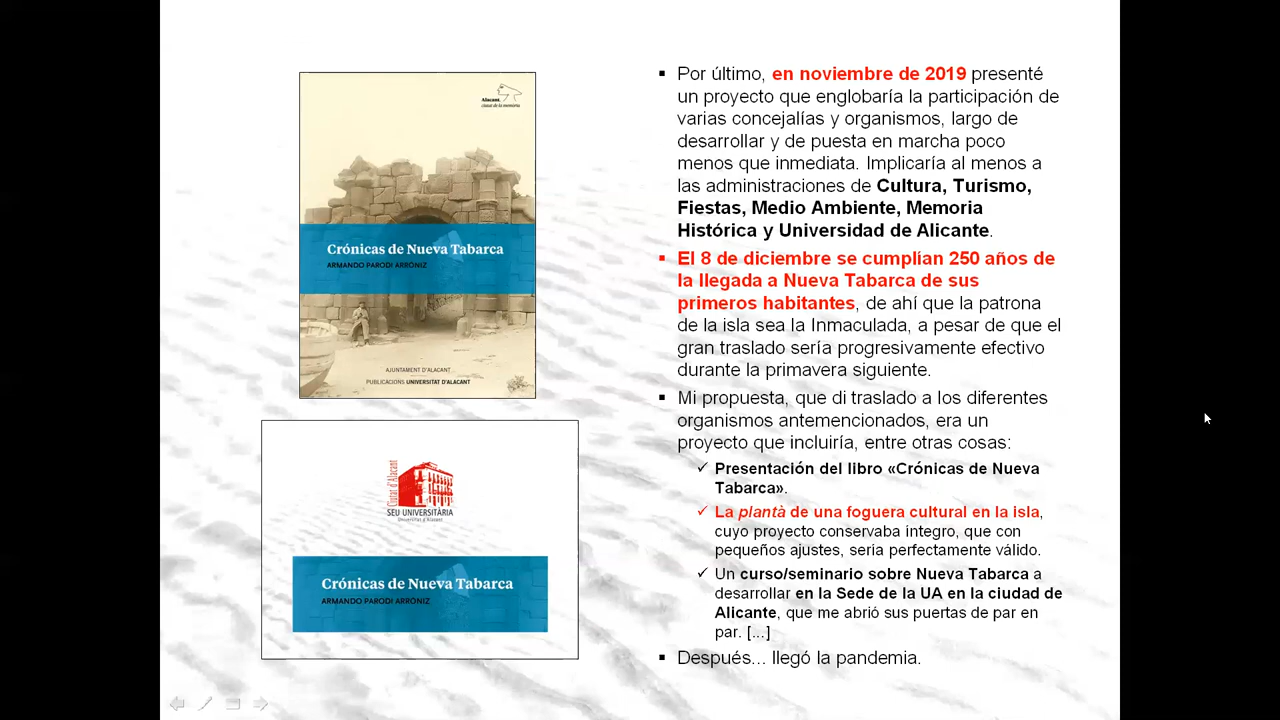 Alacant
ciutat de la memòria
Crónicas de Nueva Tabarca
ARMANDO PARODI ARRÓNIZ
AJUNTAMENT D'ALACANT
PUBLICACIONS UNIVERSITAT D'ALACANT
Ciutat d'Alacant
SEU UNIVERSITÀRIA
Universitat d'Alacant
Crónicas de Nueva Tabarca
ARMANDO PARODI ARRÓNIZ
▪ Por último, en noviembre de 2019 presenté
un proyecto que englobaría la participación de
varias concejalías y organismos, largo de
desarrollar y de puesta en marcha poco
menos que inmediata. Implicaría al menos a
las administraciones de Cultura, Turismo,
Fiestas, Medio Ambiente, Memoria
Histórica y Universidad de Alicante.
▪ El 8 de diciembre se cumplían 250 años de
la llegada a Nueva Tabarca de sus
primeros habitantes, de ahí que la patrona
de la isla sea la Inmaculada, a pesar de que el
gran traslado sería progresivamente efectivo
durante la primavera siguiente.
▪ Mi propuesta, que di traslado a los diferentes
organismos antemencionados, era un
proyecto que incluiría, entre otras cosas:
✓ Presentación del libro «Crónicas de Nueva
Tabarca».
✓ La plantà de una foguera cultural en la isla,
cuyo proyecto conservaba integro, que con
pequeños ajustes, sería perfectamente válido.
✓ Un curso/seminario sobre Nueva Tabarca a
desarrollar en la Sede de la UA en la ciudad de
Alicante, que me abrió sus puertas de par en
par. [...]
▪ Después... llegó la pandemia.